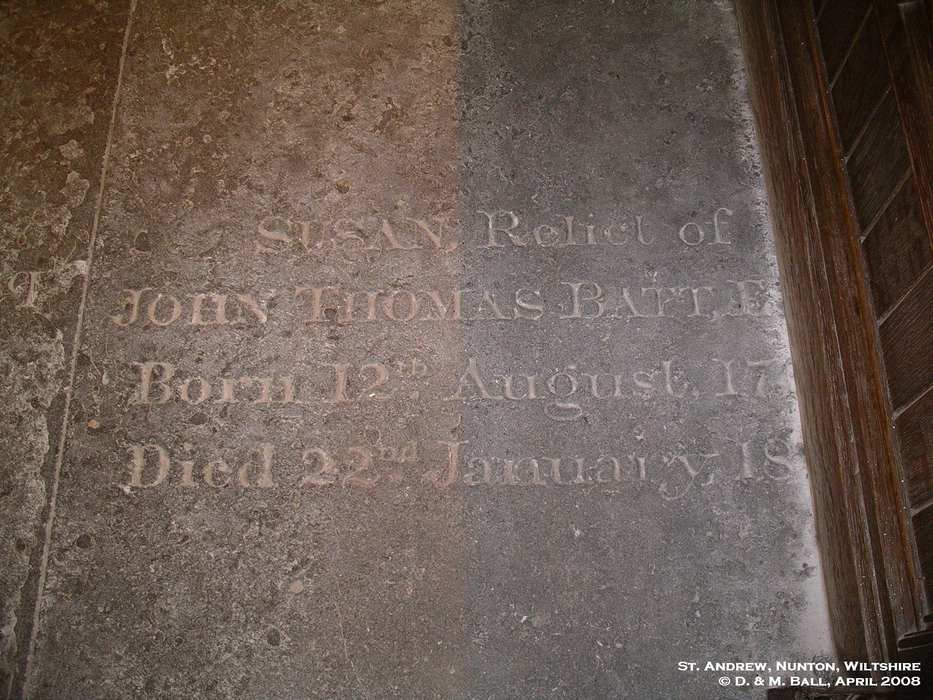 SUSAN, Relict of
JOHN THOMAS BATT, E
Born 12th August, 17
Died 22nd January, 18
ST. ANDREW, NUNTON, WILTSHIRE
© D. & M. BALL, APRIL 2008